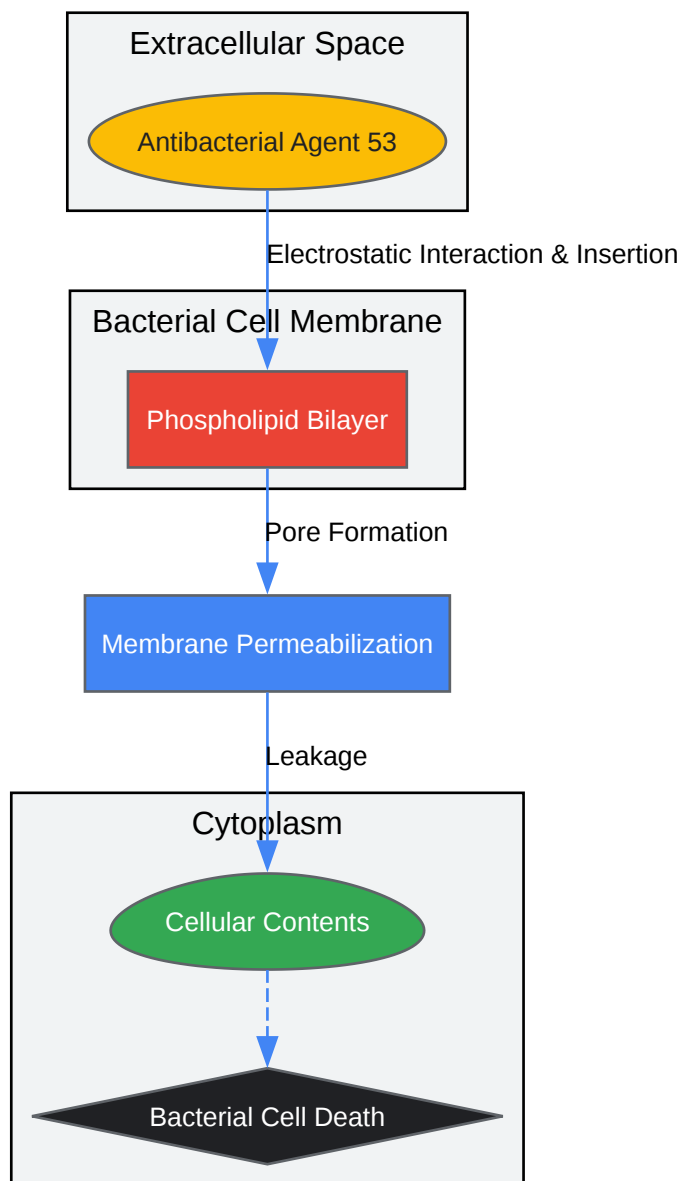 Extracellular Space
Antibacterial Agent 53
Electrostatic Interaction & Insertion
Bacterial Cell Membrane
Phospholipid Bilayer
Pore Formation
Membrane Permeabilization
Leakage
Cytoplasm
Cellular Contents
Bacterial Cell Death